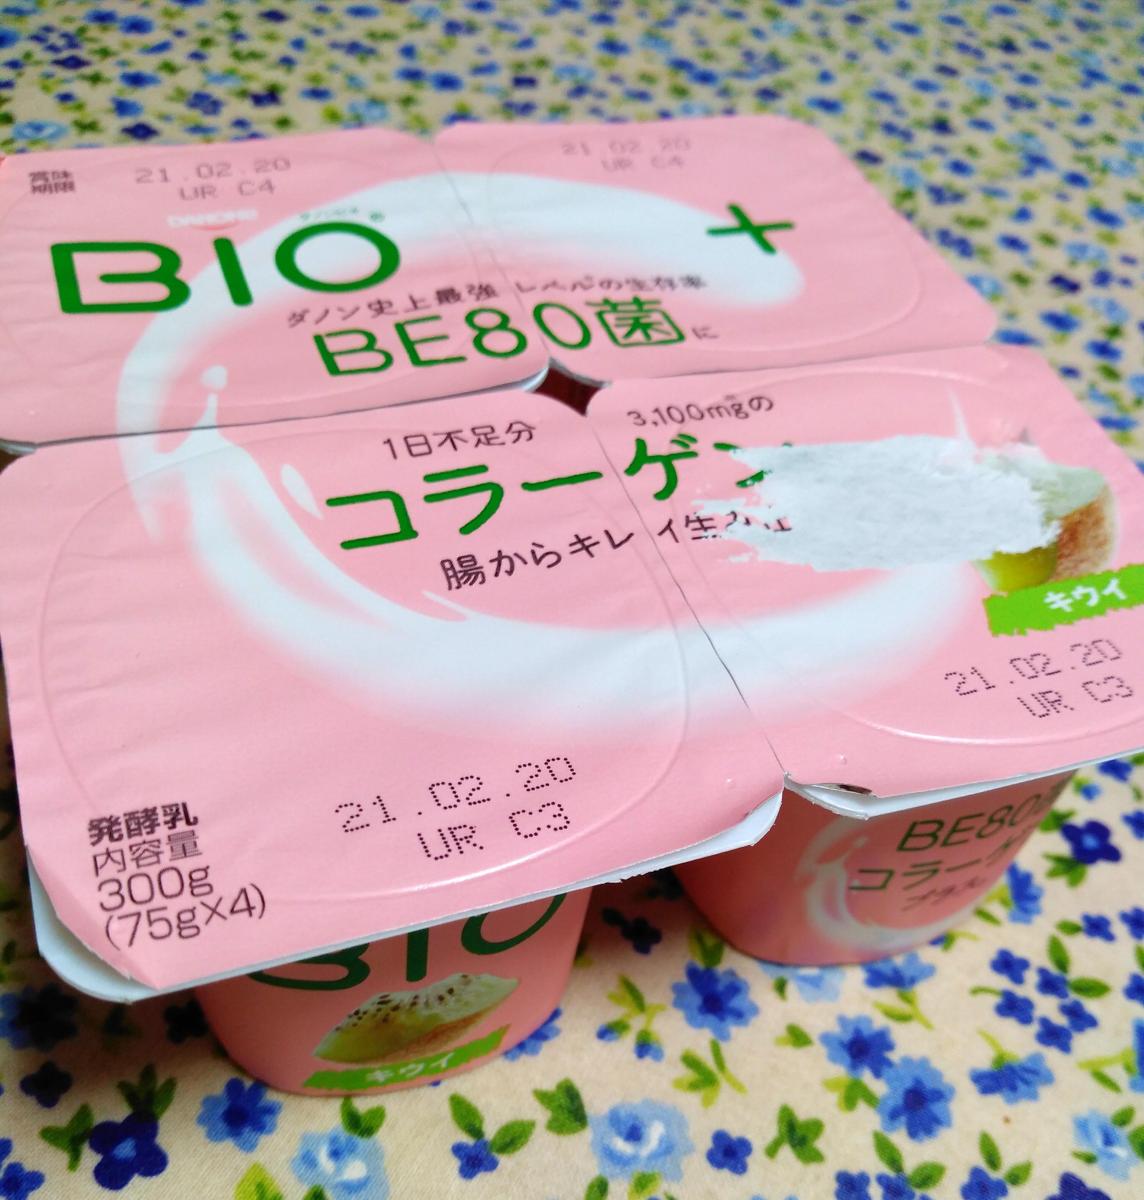 賞味
期限
21.02.20
UR C4
21.02.20
UR C4
DANONE
BIO®
+
ダノン史上最強レベルの生存率
BE80菌に
1日不足分
3,100mgの
コラーゲン
腸からキレイ生
キウイ
21.02.20
UR C3
21.02.20
UR C3
発酵乳
内容量
300g
(75g×4)
BE80
コラーゲ
BIO
キウイ